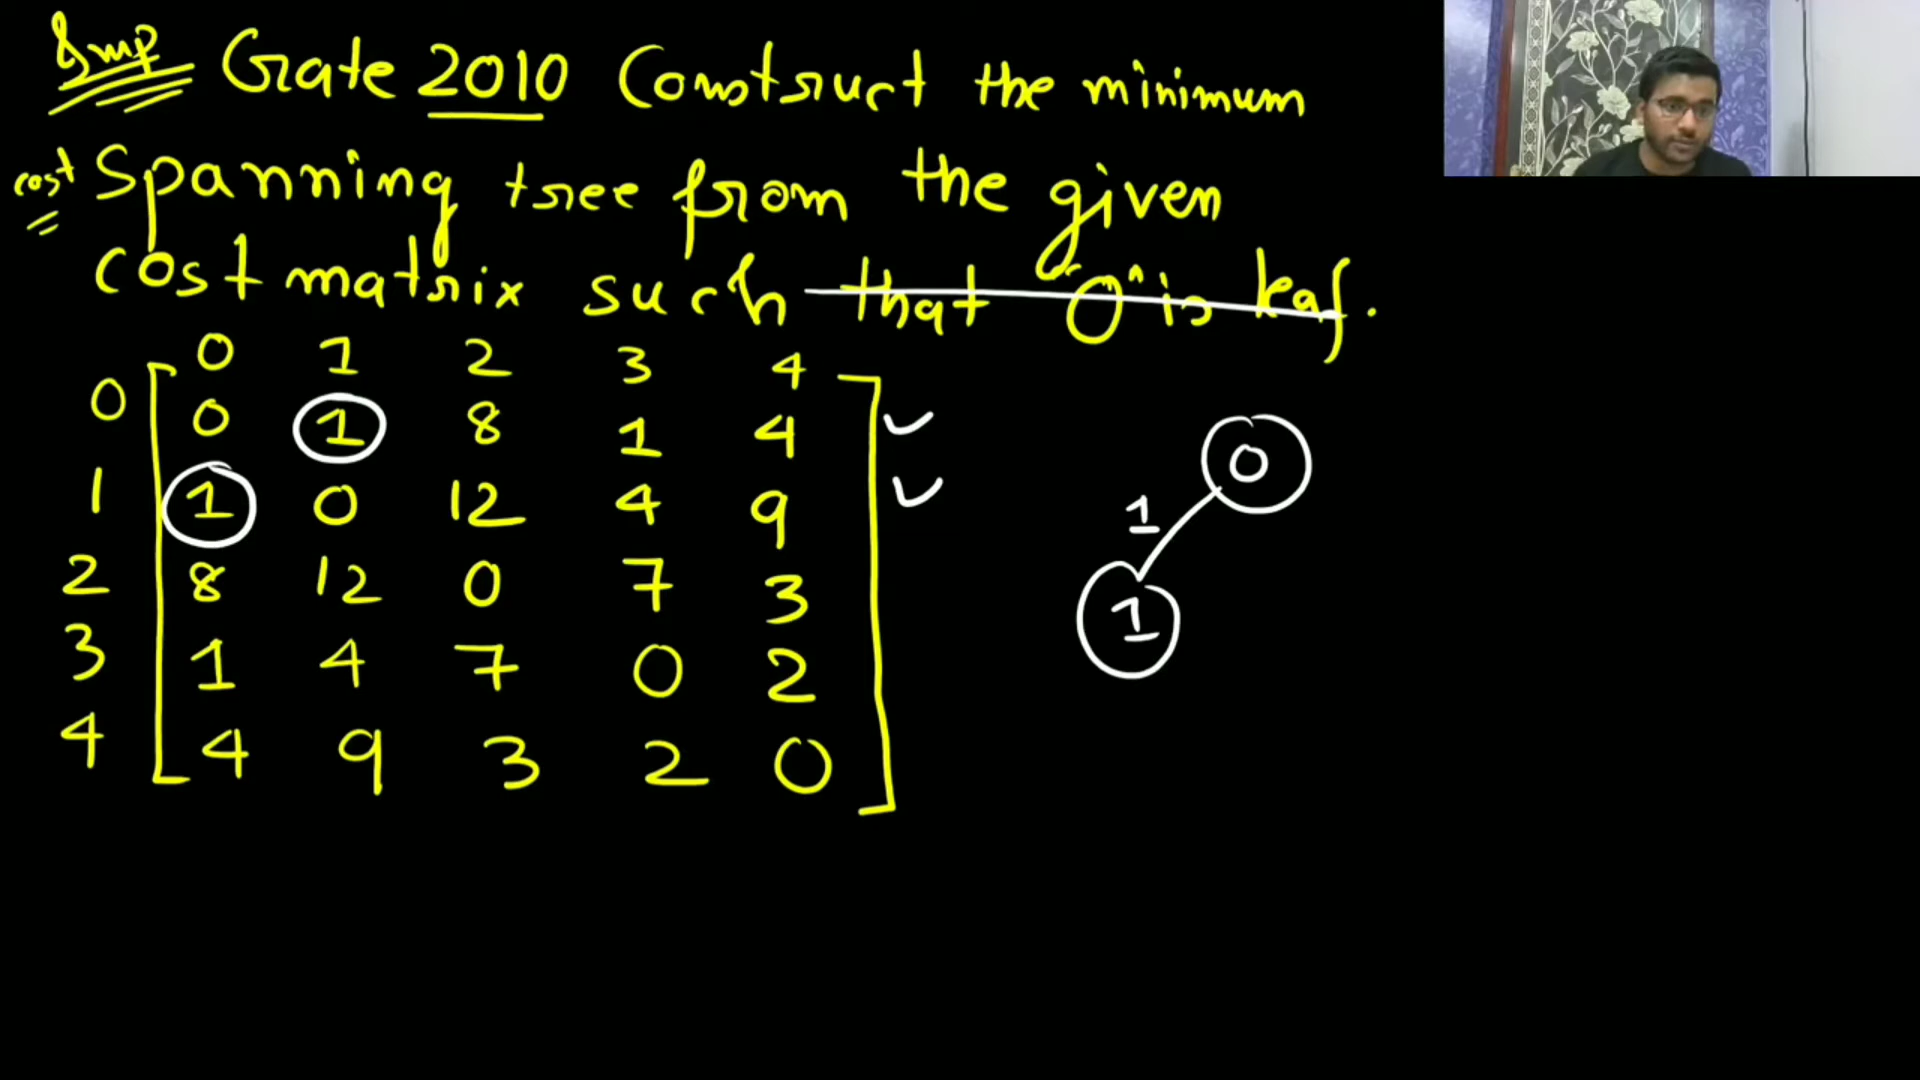 Imp Gate 2010 Construct the minimum
cost Spanning tree from the given
cost matrix such that "0" is leaf.
0 1 2 3 4
0 0 1 8 1 4
1 1 0 12 4 9
2 8 12 0 7 3
3 1 4 7 0 2
4 4 9 3 2 0
0
1
1